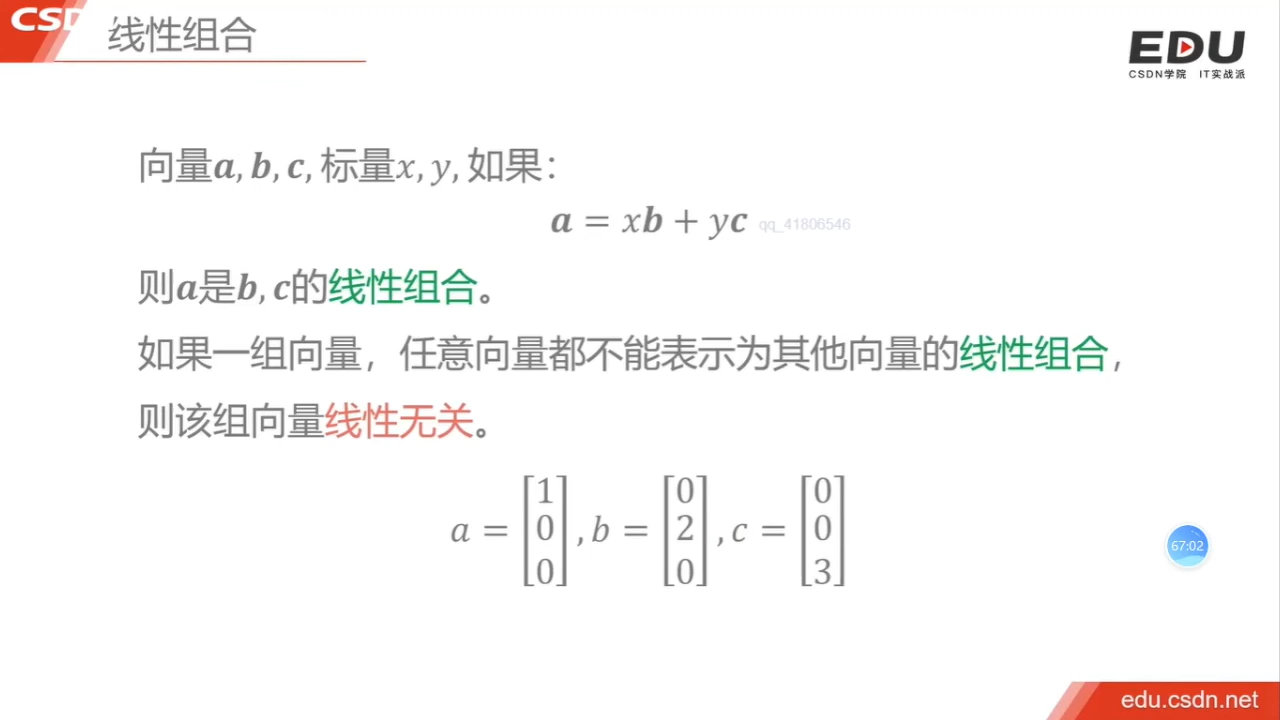 CSD
线性组合
EDU
CSDN学院 IT实战派
向量a, b, c, 标量x, y, 如果：
a = xb + yc
qq_41806546
则a是b, c的线性组合。
如果一组向量，任意向量都不能表示为其他向量的线性组合，
则该组向量线性无关。
a = [1 0 0], b = [0 2 0], c = [0 0 3]
67:02
edu.csdn.net